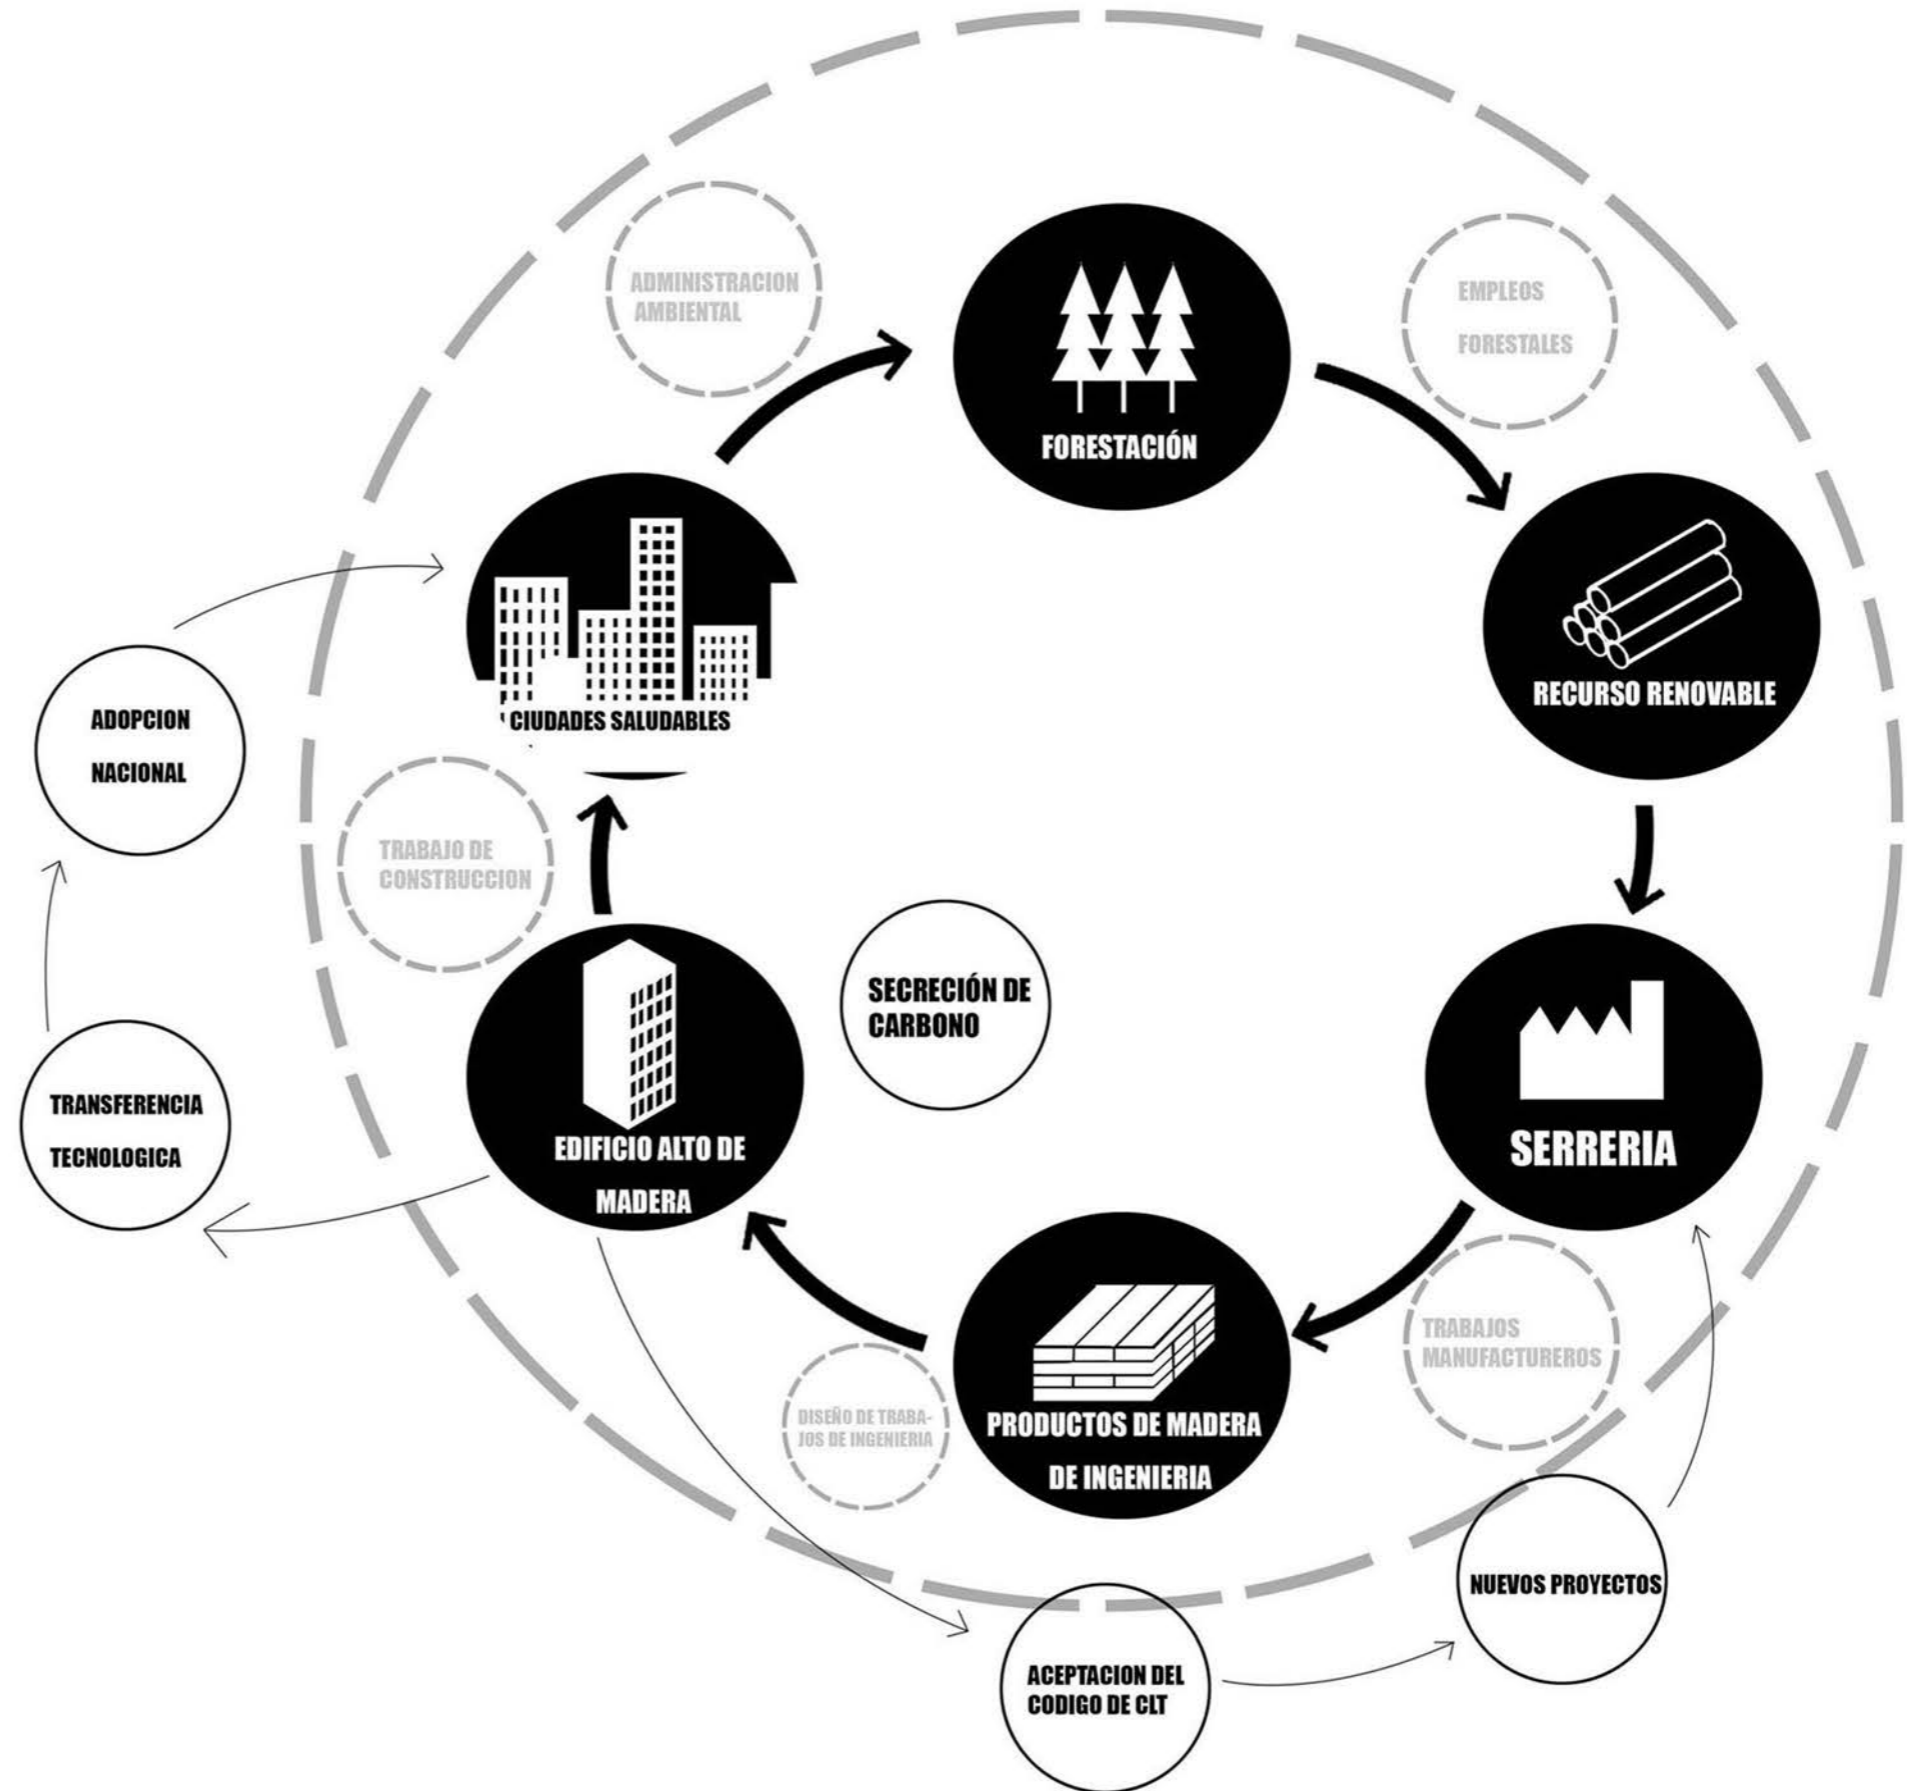 ADMINISTRACION
AMBIENTAL
FORESTACIÓN
EMPLEOS
FORESTALES
RECURSO RENOVABLE
CIUDADES SALUDABLES
ADOPCION
NACIONAL
TRABAJO DE
CONSTRUCCION
SECRECIÓN DE
CARBONO
SERRERIA
TRANSFERENCIA
TECNOLOGICA
EDIFICIO ALTO DE
MADERA
TRABAJOS
MANUFACTUREROS
DISEÑO DE TRABA-
JOS DE INGENIERIA
PRODUCTOS DE MADERA
DE INGENIERIA
NUEVOS PROYECTOS
ACEPTACION DEL
CODIGO DE CLT